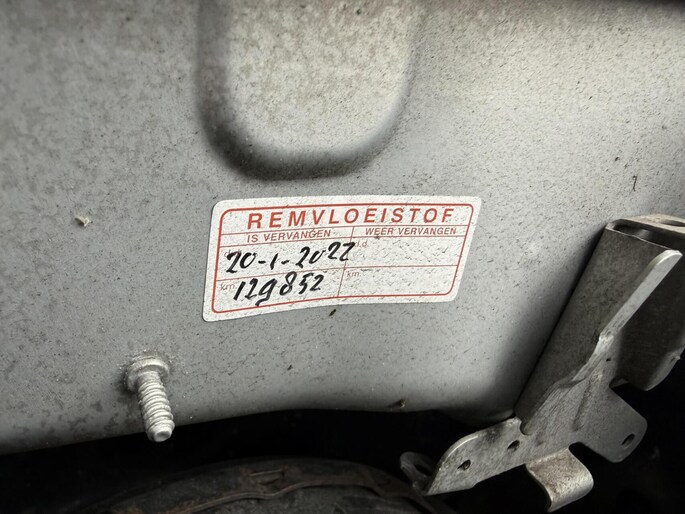 REMVLOEISTOF
IS VERVANGEN WEER VERVANGEN
20-1-2022 d.d.
km. 129852 km.